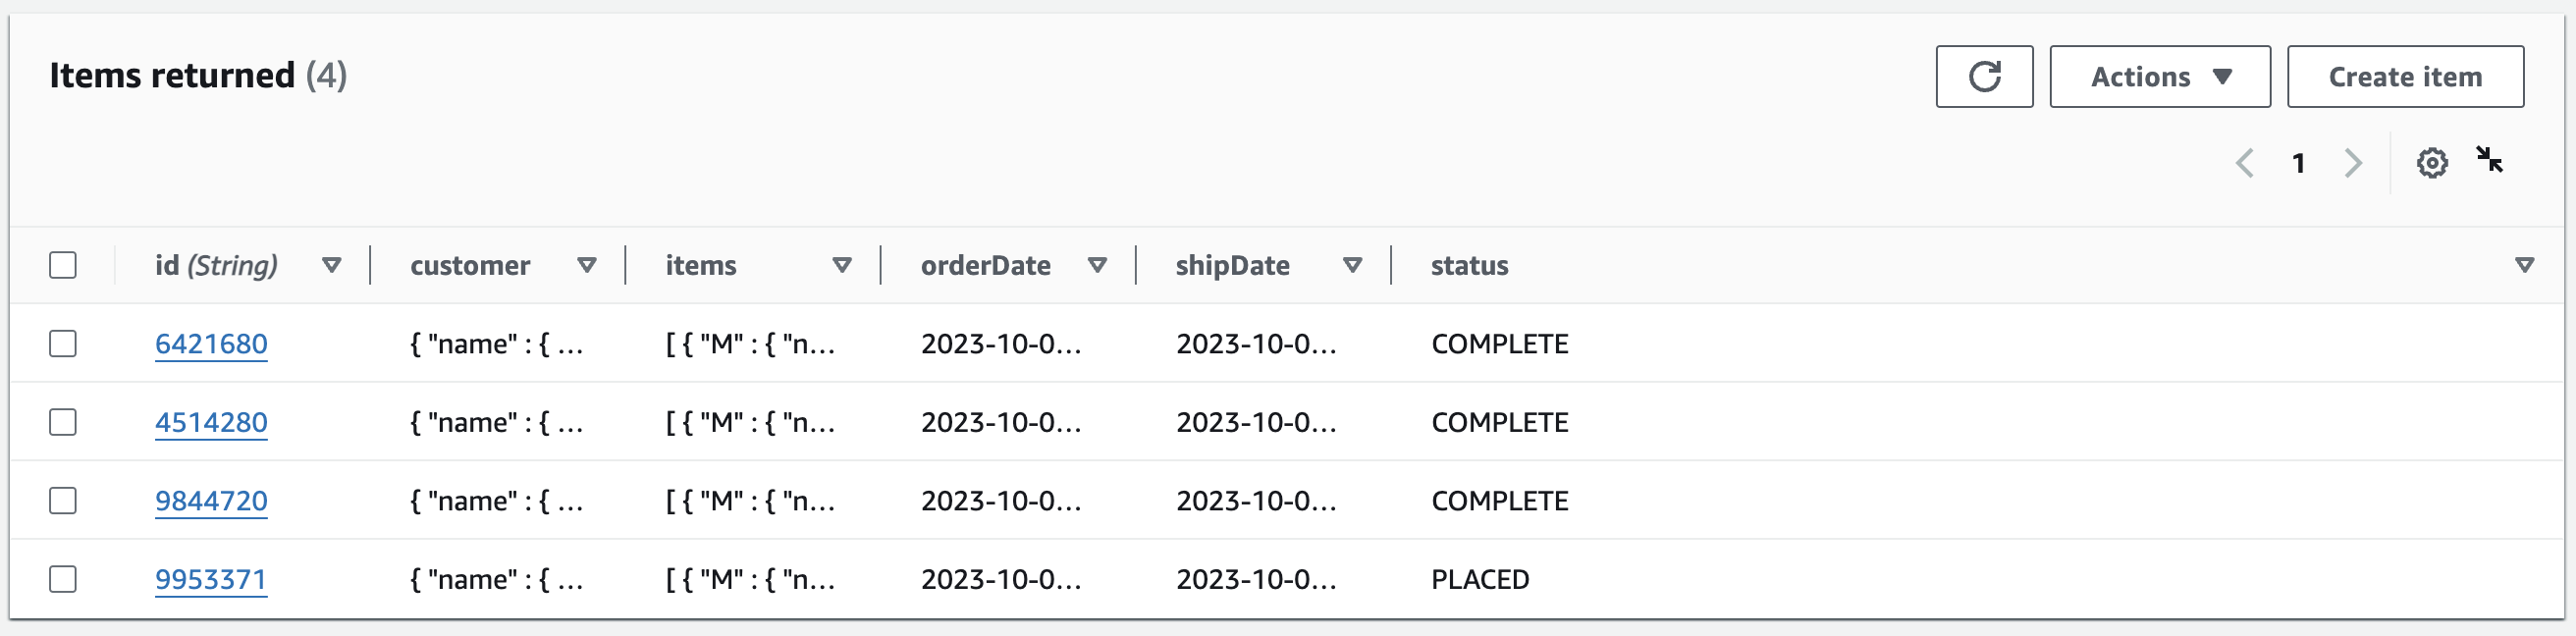 Items returned (4)
Actions
Create item
1
id (String) customer items orderDate shipDate status
6421680 { "name" : { ... [ { "M" : { "n... 2023-10-0... 2023-10-0... COMPLETE
4514280 { "name" : { ... [ { "M" : { "n... 2023-10-0... 2023-10-0... COMPLETE
9844720 { "name" : { ... [ { "M" : { "n... 2023-10-0... 2023-10-0... COMPLETE
9953371 { "name" : { ... [ { "M" : { "n... 2023-10-0... 2023-10-0... PLACED